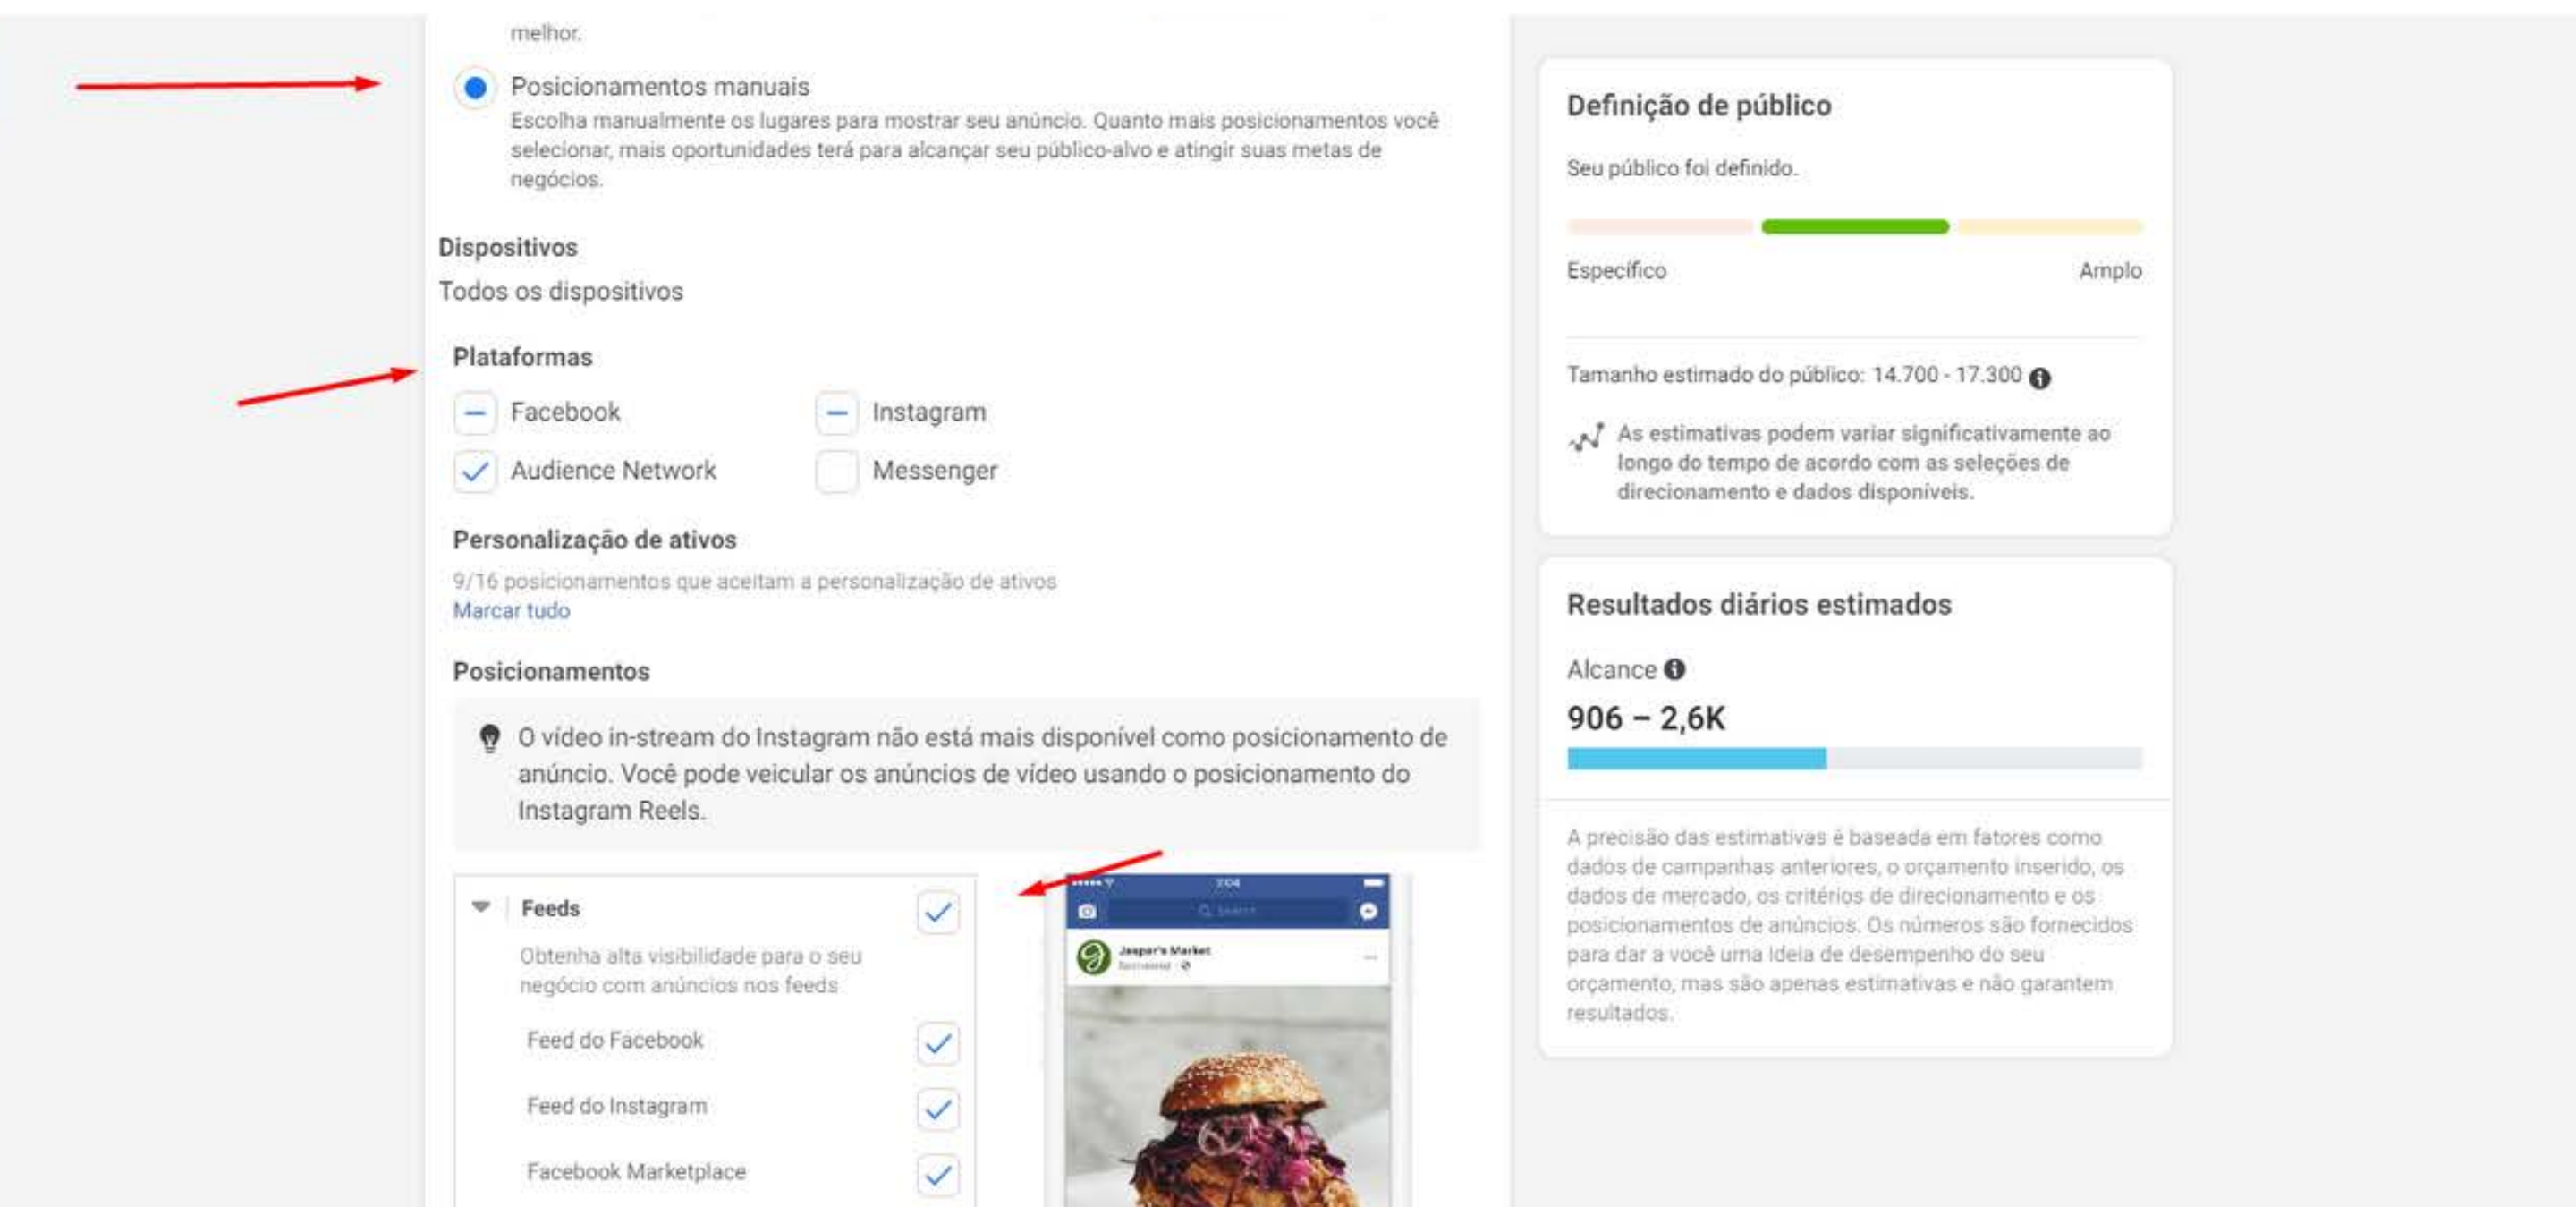 melhor.
Posicionamentos manuais
Escolha manualmente os lugares para mostrar seu anúncio. Quanto mais posicionamentos você
selecionar, mais oportunidades terá para alcançar seu público-alvo e atingir suas metas de
negócios.
Dispositivos
Todos os dispositivos
Plataformas
Facebook
Instagram
Audience Network
Messenger
Personalização de ativos
9/16 posicionamentos que aceitam a personalização de ativos
Marcar tudo
Posicionamentos
O vídeo in-stream do Instagram não está mais disponível como posicionamento de
anúncio. Você pode veicular os anúncios de vídeo usando o posicionamento do
Instagram Reels.
Feeds
Obtenha alta visibilidade para o seu
negócio com anúncios nos feeds
Feed do Facebook
Feed do Instagram
Facebook Marketplace
Search
Jasper's Market
Definição de público
Seu público foi definido.
Específico
Amplo
Tamanho estimado do público: 14.700 - 17.300
As estimativas podem variar significativamente ao
longo do tempo de acordo com as seleções de
direcionamento e dados disponíveis.
Resultados diários estimados
Alcance
906 – 2,6K
A precisão das estimativas é baseada em fatores como
dados de campanhas anteriores, o orçamento inserido, os
dados de mercado, os critérios de direcionamento e os
posicionamentos de anúncios. Os números são fornecidos
para dar a você uma ideia de desempenho do seu
orçamento, mas são apenas estimativas e não garantem
resultados.